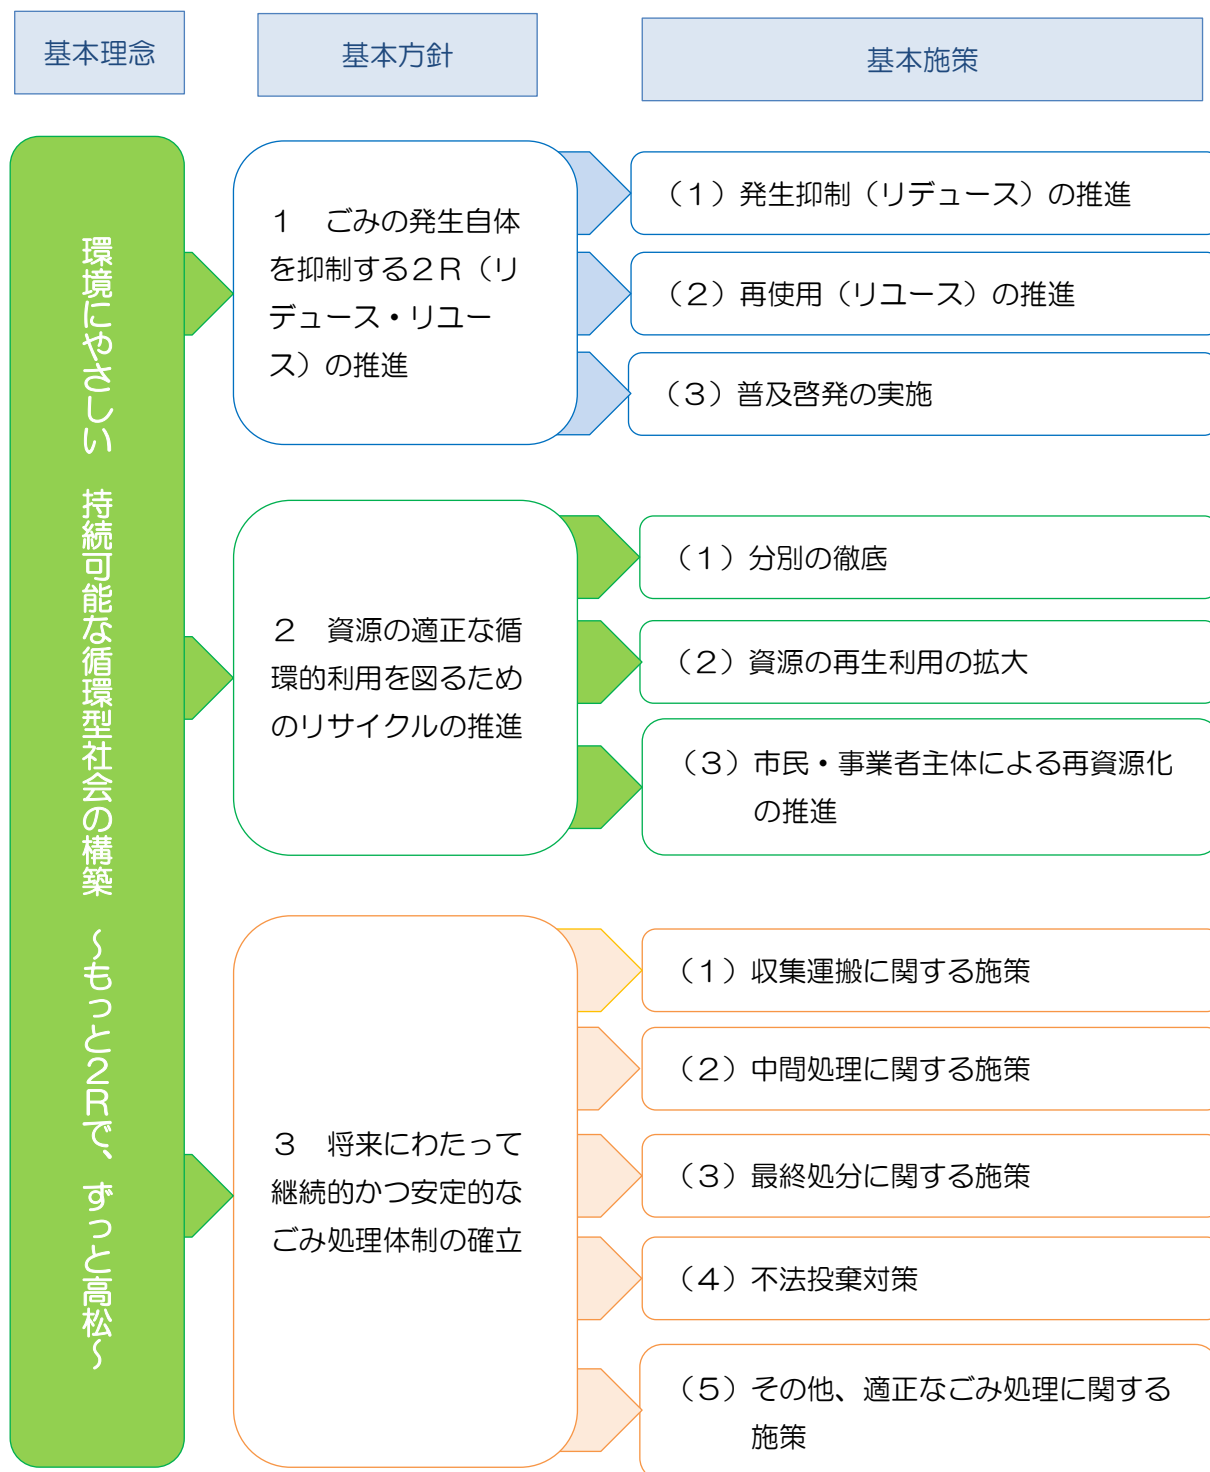 基本理念
基本方針
基本施策
環境にやさしい　持続可能な循環型社会の構築　～もっと２Ｒで、ずっと高松～
１　ごみの発生自体
を抑制する２Ｒ（リ
デュース・リユー
ス）の推進
（１）発生抑制（リデュース）の推進
（２）再使用（リユース）の推進
（３）普及啓発の実施
２　資源の適正な循
環的利用を図るため
のリサイクルの推進
（１）分別の徹底
（２）資源の再生利用の拡大
（３）市民・事業者主体による再資源化
の推進
３　将来にわたって
継続的かつ安定的な
ごみ処理体制の確立
（１）収集運搬に関する施策
（２）中間処理に関する施策
（３）最終処分に関する施策
（４）不法投棄対策
（５）その他、適正なごみ処理に関する
施策